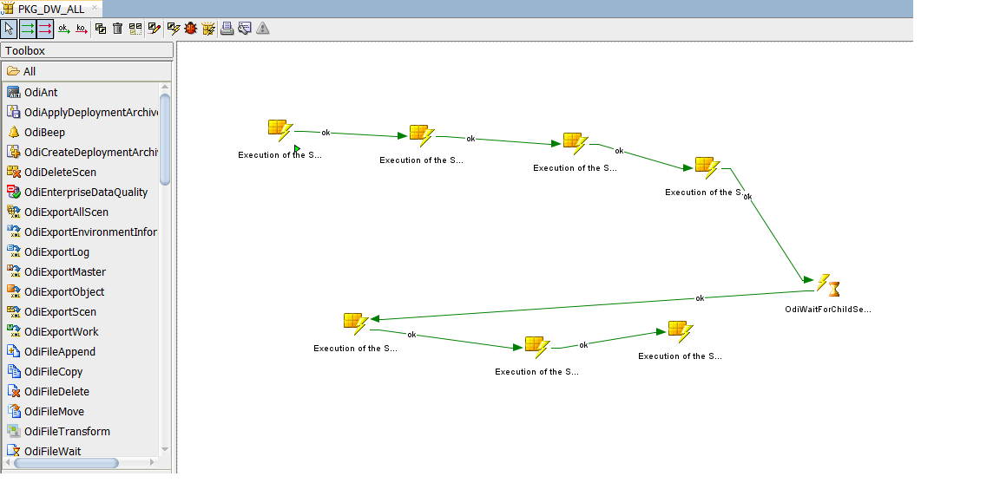 PKG_DW_ALL
ok
ko
Toolbox
All
OdiAnt
OdiApplyDeploymentArchiv
OdiBeep
OdiCreateDeploymentArchi
OdiDeleteScen
OdiEnterpriseDataQuality
OdiExportAllScen
OdiExportEnvironmentInfor
OdiExportLog
OdiExportMaster
OdiExportObject
OdiExportScen
OdiExportWork
OdiFileAppend
OdiFileCopy
OdiFileDelete
OdiFileMove
OdiFileTransform
OdiFileWait
ok
Execution of the S...
ok
Execution of the S...
ok
Execution of the S...
Execution of the S...
ok
OdiWaitForChildSe...
ok
Execution of the S...
ok
Execution of the S...
ok
Execution of the S...